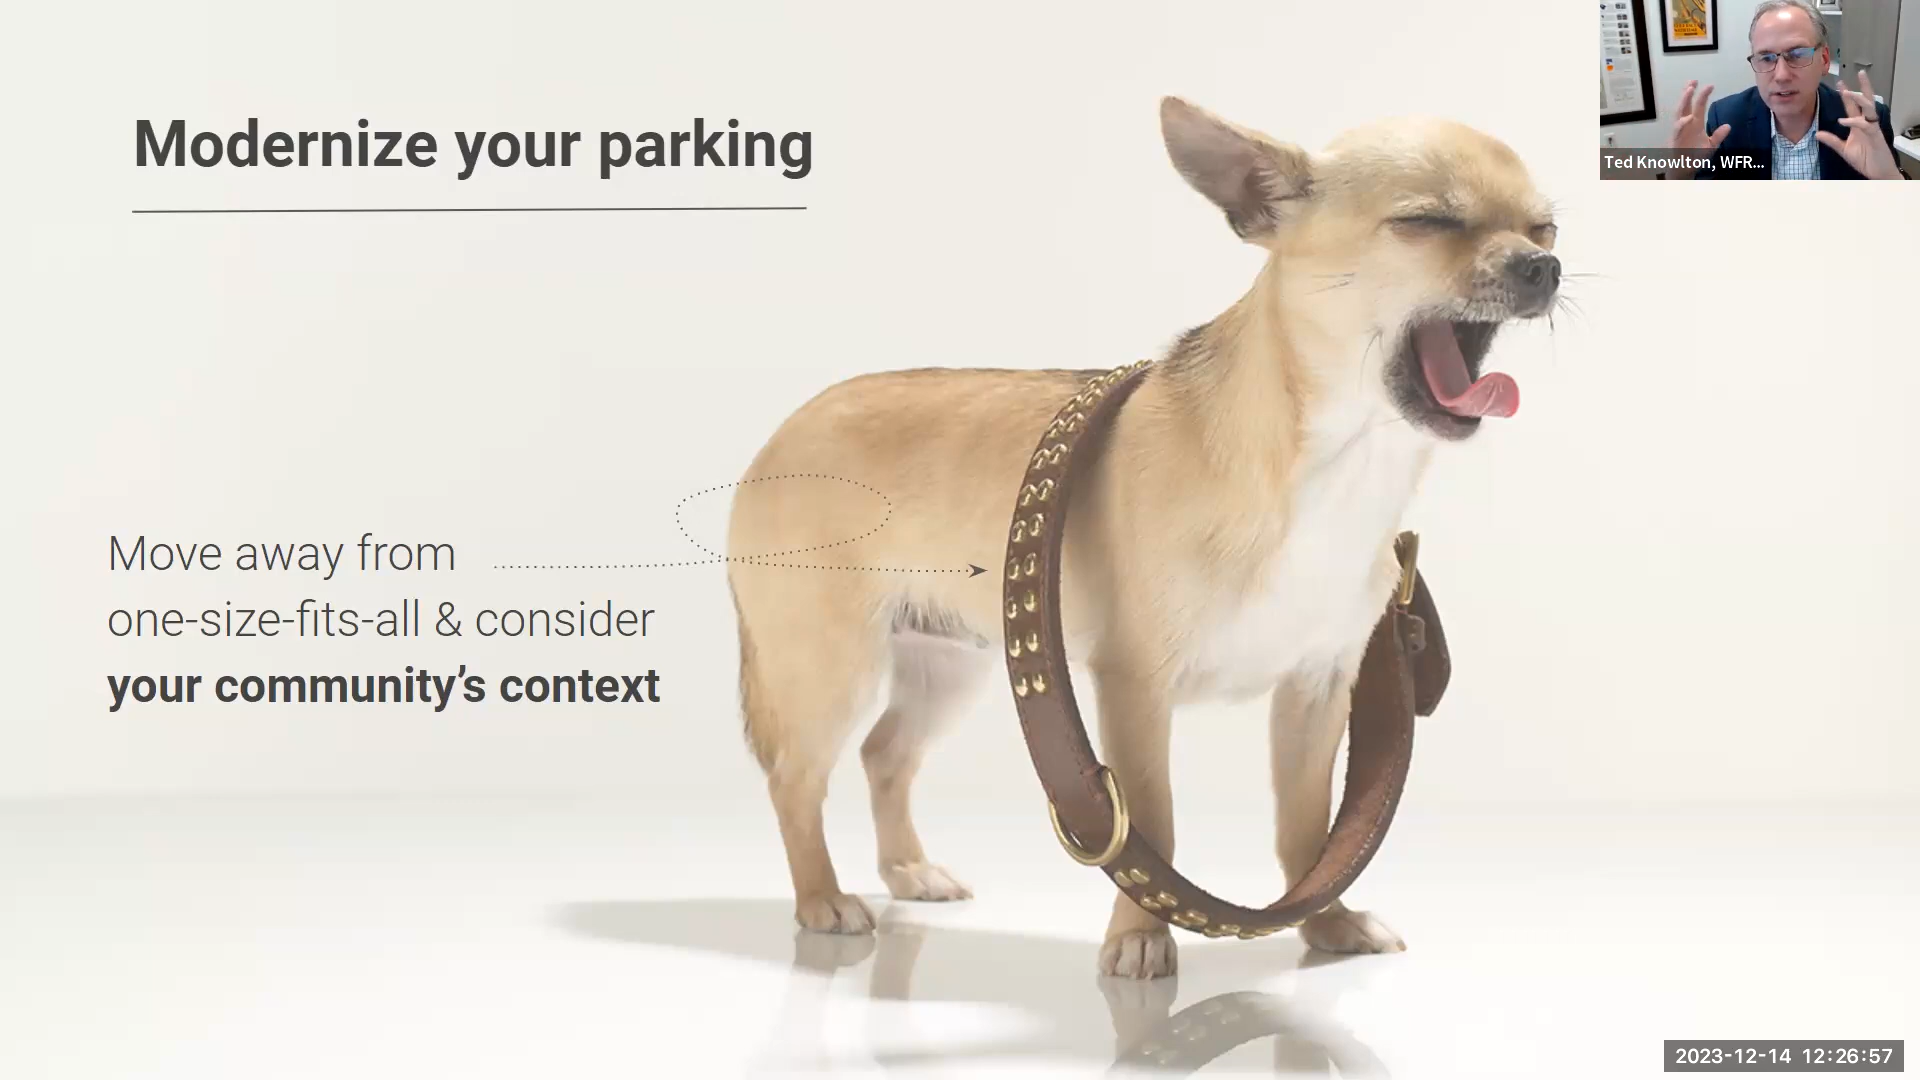 Modernize your parking
Ted Knowlton, WFR...
Move away from
one-size-fits-all & consider
your community’s context
2023-12-14 12:26:57